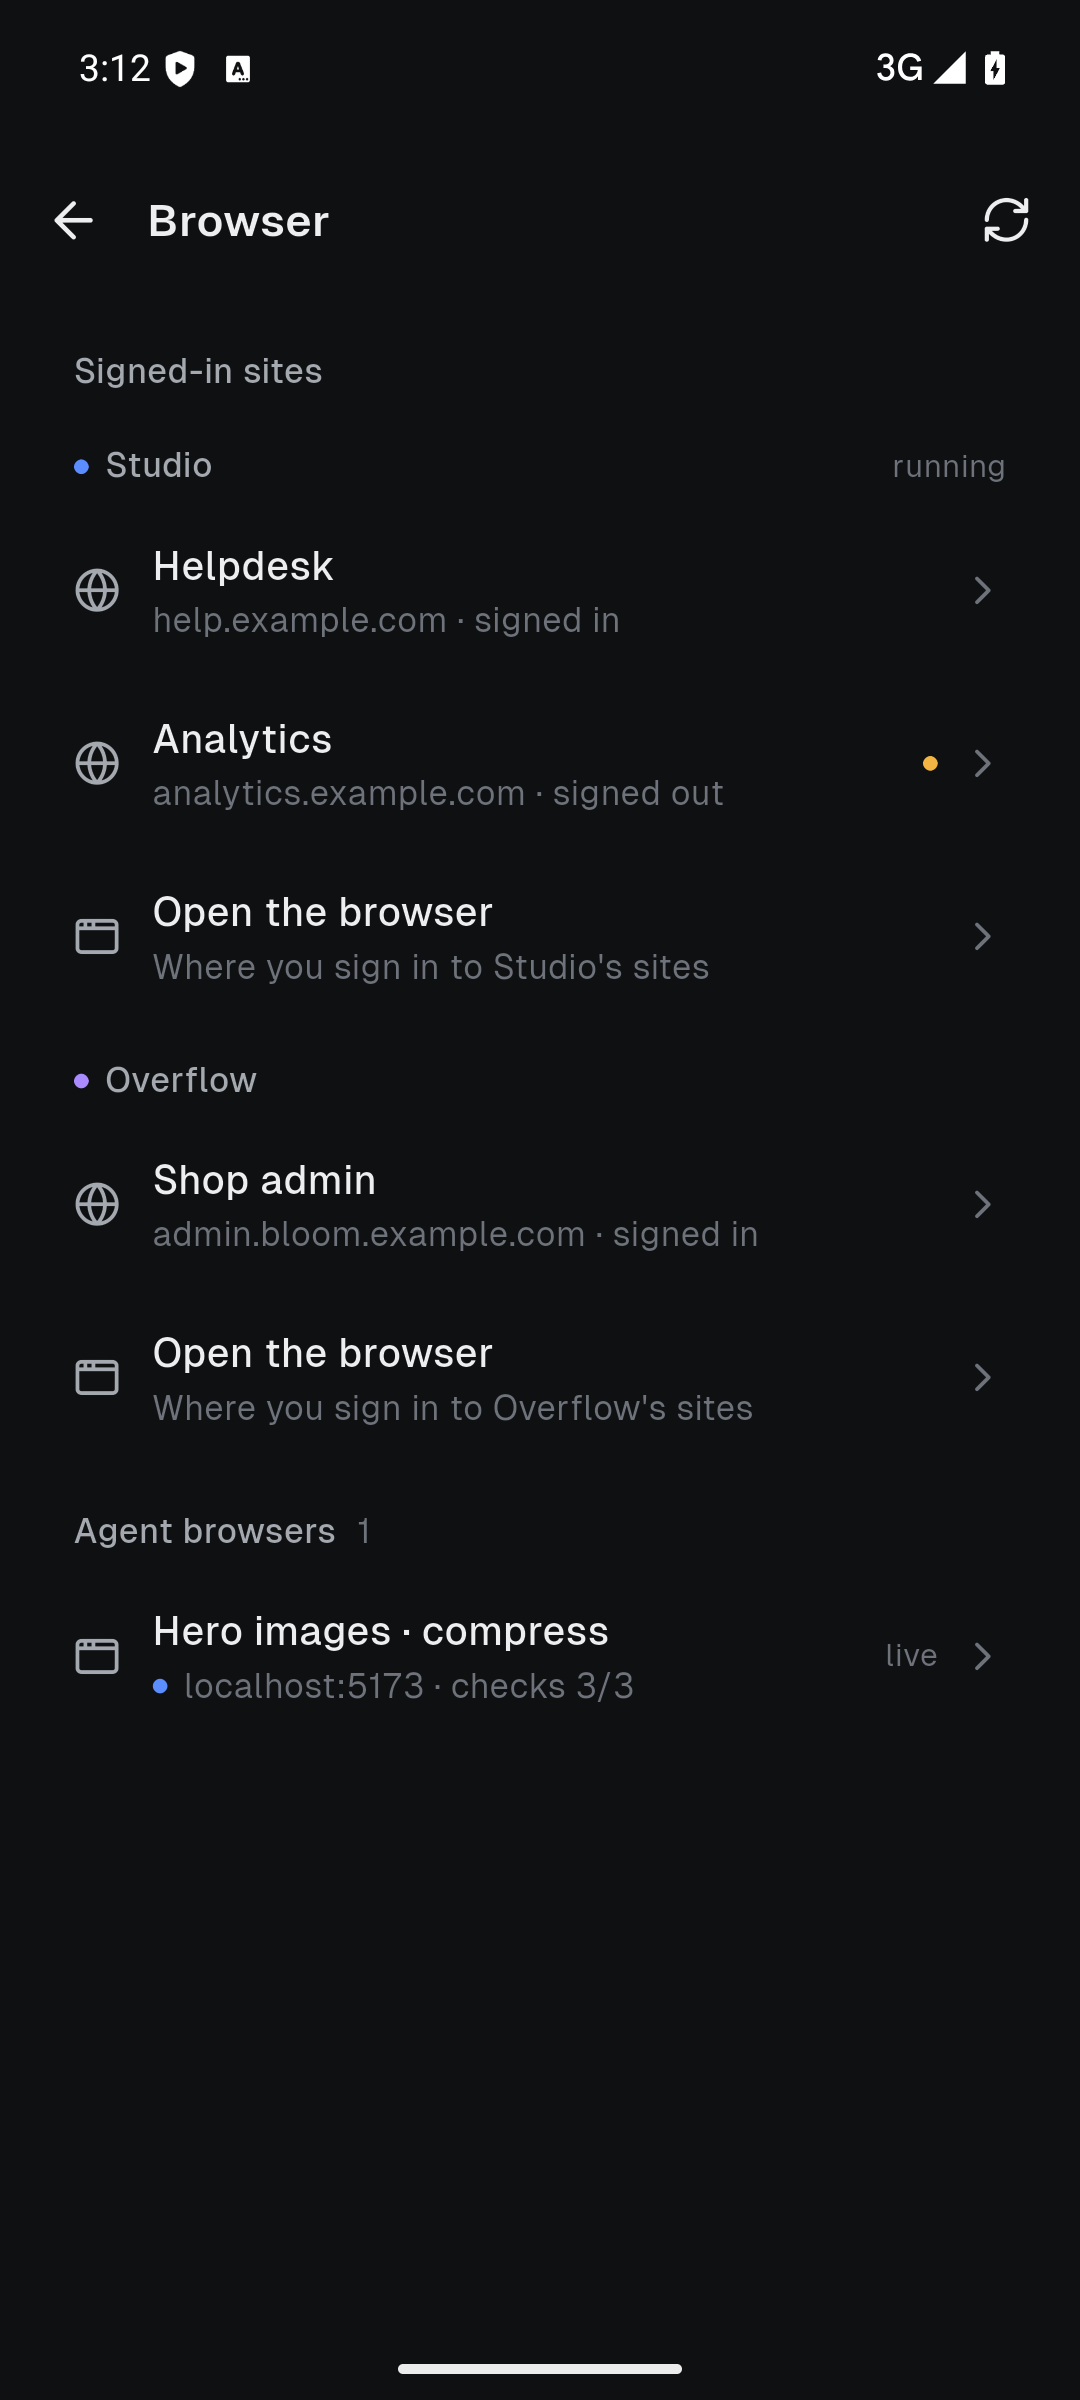 3:12
3G
Browser
Signed-in sites
Studio
running
Helpdesk
help.example.com · signed in
Analytics
analytics.example.com · signed out
Open the browser
Where you sign in to Studio's sites
Overflow
Shop admin
admin.bloom.example.com · signed in
Open the browser
Where you sign in to Overflow's sites
Agent browsers 1
Hero images · compress
live
localhost:5173 · checks 3/3